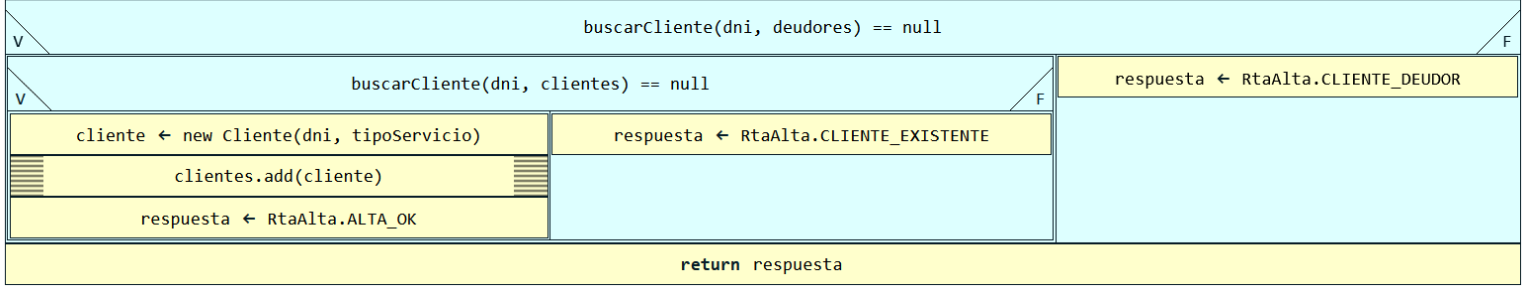 buscarCliente(dni, deudores) == null
V
F
buscarCliente(dni, clientes) == null
V
F
respuesta ← RtaAlta.CLIENTE_DEUDOR
cliente ← new Cliente(dni, tipoServicio)
respuesta ← RtaAlta.CLIENTE_EXISTENTE
clientes.add(cliente)
respuesta ← RtaAlta.ALTA_OK
return respuesta